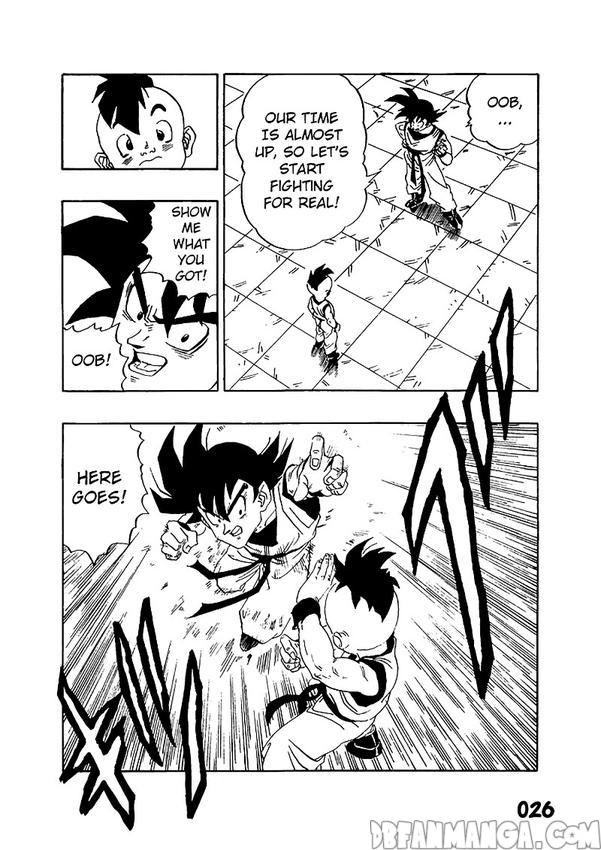 OOB,
...
OUR TIME
IS ALMOST
UP, SO LET'S
START
FIGHTING
FOR REAL!
SHOW
ME
WHAT
YOU
GOT!
OOB!
HERE
GOES!
026
DBFANMANGA.COM